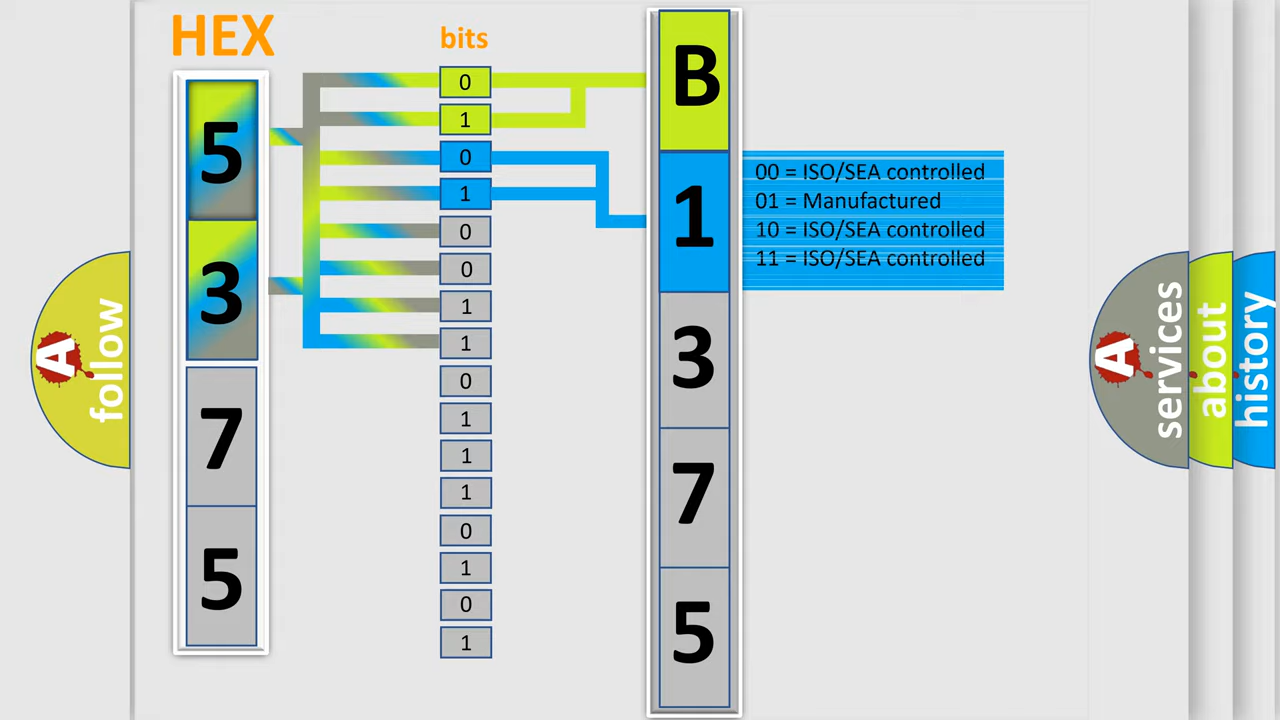 HEX
bits
5
3
7
5
0
1
0
1
0
0
1
1
0
1
1
1
0
1
0
1
B
1
3
7
5
00 = ISO/SEA controlled
01 = Manufactured
10 = ISO/SEA controlled
11 = ISO/SEA controlled
A
follow
A
services
about
history